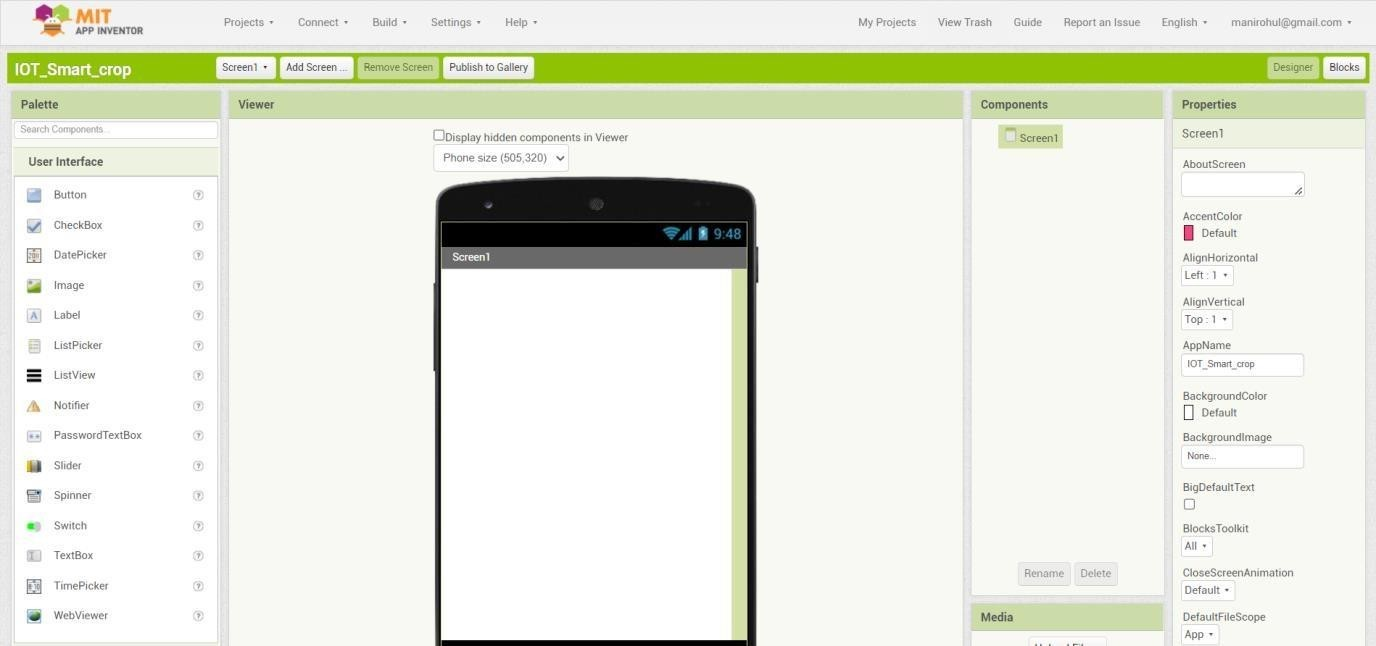 MIT
APP INVENTOR
Projects Connect Build Settings Help My Projects View Trash Guide Report an Issue English manirohul@gmail.com
IOT_Smart_crop Screen1 Add Screen ... Remove Screen Publish to Gallery Designer Blocks
Palette
Search Components...
User Interface
Button
CheckBox
DatePicker
Image
Label
ListPicker
ListView
Notifier
PasswordTextBox
Slider
Spinner
Switch
TextBox
TimePicker
WebViewer
Viewer
Display hidden components in Viewer
Phone size (505,320)
9:48
Screen1
Components
Screen1
Rename Delete
Media
Properties
Screen1
AboutScreen
AccentColor
Default
AlignHorizontal
Left : 1
AlignVertical
Top : 1
AppName
IOT_Smart_crop
BackgroundColor
Default
BackgroundImage
None...
BigDefaultText
BlocksToolkit
All
CloseScreenAnimation
Default
DefaultFileScope
App